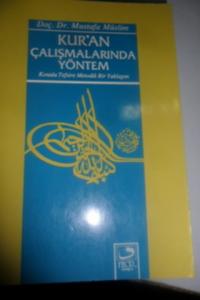 Doç. Dr. Mustafa Müslim
KUR'AN
ÇALIŞMALARINDA
YÖNTEM
Konulu Tefsire Metodik Bir Yaklaşım